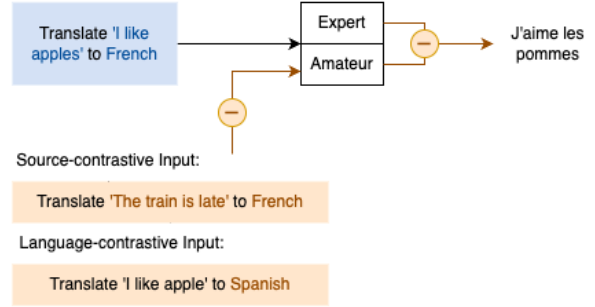 Translate 'I like
apples' to French
Expert
Amateur
J'aime les
pommes
Source-contrastive Input:
Translate 'The train is late' to French
Language-contrastive Input:
Translate 'I like apple' to Spanish